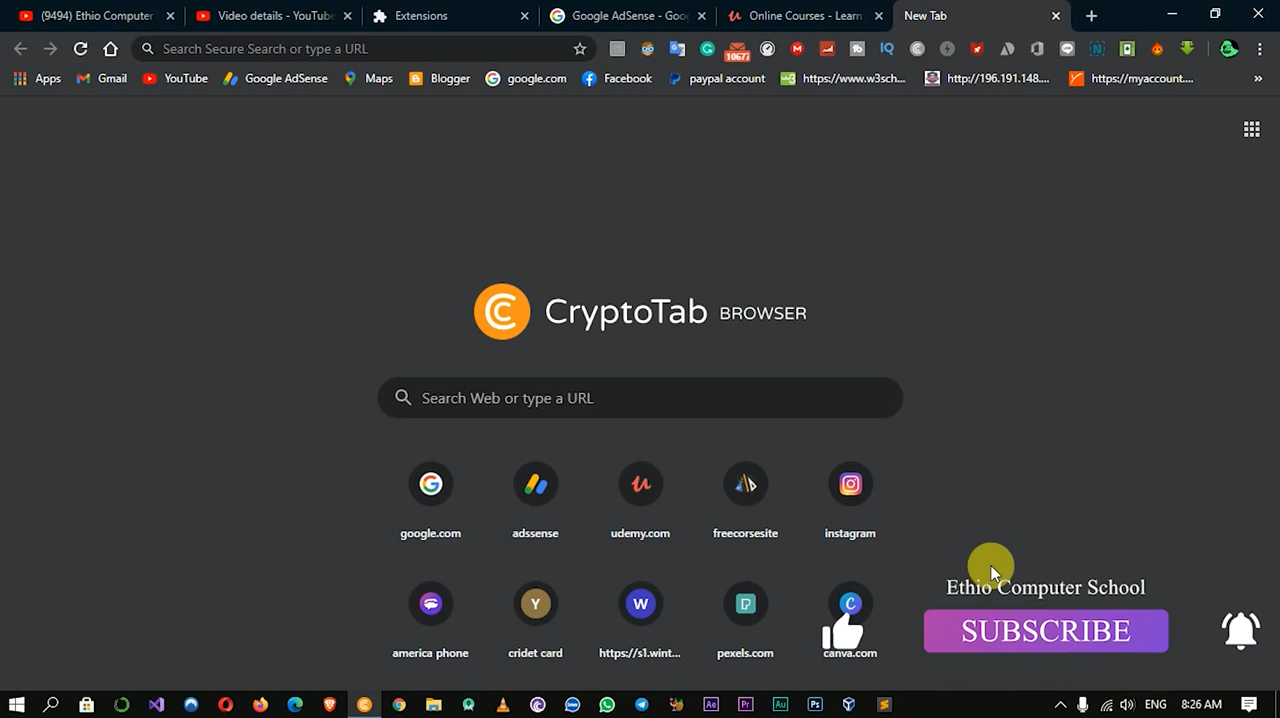 (9494) Ethio Computer
Video details - YouTube
Extensions
Google AdSense - Goo
Online Courses - Learn
New Tab
Search Secure Search or type a URL
10677
Apps
Gmail
YouTube
Google AdSense
Maps
Blogger
google.com
Facebook
paypal account
https://www.w3sch...
http://196.191.148....
https://myaccount....
CryptoTab BROWSER
Search Web or type a URL
google.com
adssense
udemy.com
freecorsesite
instagram
america phone
cridet card
https://s1.wint...
pexels.com
canva.com
Ethio Computer School
SUBSCRIBE
ENG
8:26 AM